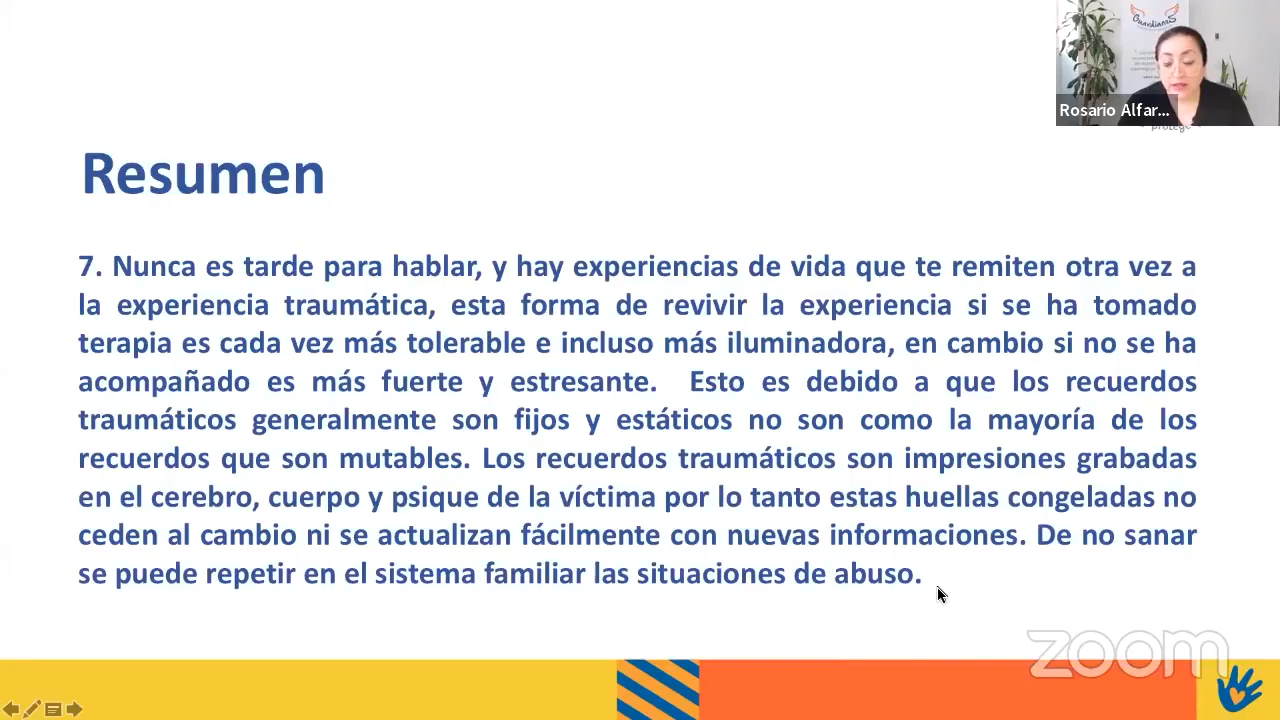 Guardianes
Rosario Alfar...
protege
Resumen
7. Nunca es tarde para hablar, y hay experiencias de vida que te remiten otra vez a
la experiencia traumática, esta forma de revivir la experiencia si se ha tomado
terapia es cada vez más tolerable e incluso más iluminadora, en cambio si no se ha
acompañado es más fuerte y estresante. Esto es debido a que los recuerdos
traumáticos generalmente son fijos y estáticos no son como la mayoría de los
recuerdos que son mutables. Los recuerdos traumáticos son impresiones grabadas
en el cerebro, cuerpo y psique de la víctima por lo tanto estas huellas congeladas no
ceden al cambio ni se actualizan fácilmente con nuevas informaciones. De no sanar
se puede repetir en el sistema familiar las situaciones de abuso.
zoom